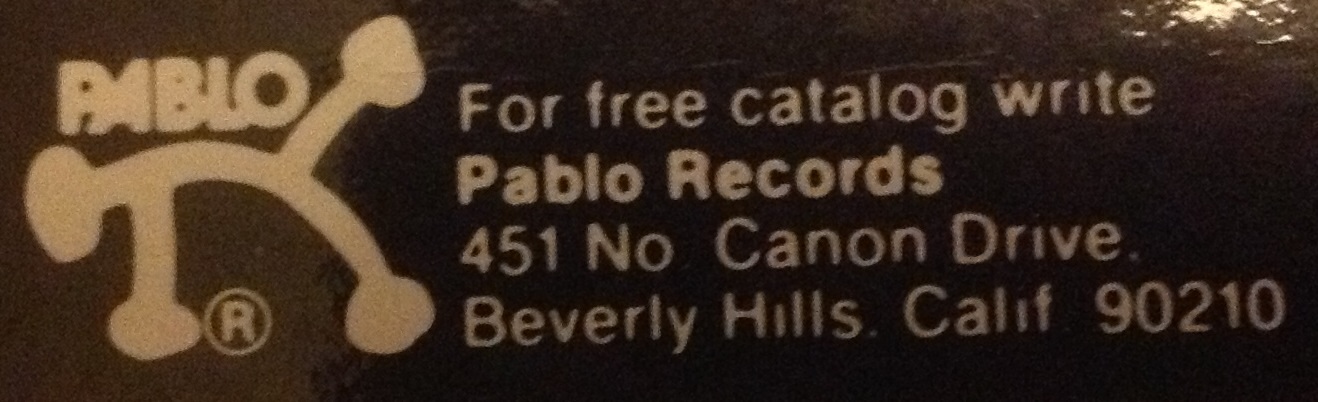 PABLO
®
For free catalog write
Pablo Records
451 No. Canon Drive.
Beverly Hills. Calif. 90210